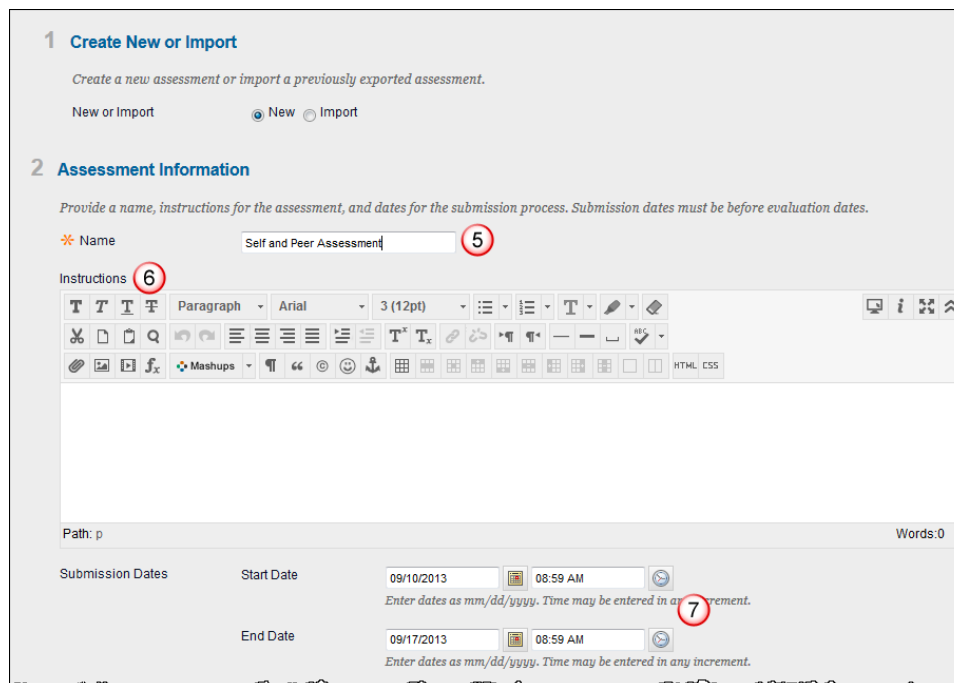 1 Create New or Import
Create a new assessment or import a previously exported assessment.
New or Import New Import
2 Assessment Information
Provide a name, instructions for the assessment, and dates for the submission process. Submission dates must be before evaluation dates.
Name Self and Peer Assessment 5
Instructions 6
T T T T Paragraph Arial 3 (12pt) T i
Tx Tx ABC
fx Mashups HTML CSS
Path: p Words:0
Submission Dates Start Date 09/10/2013 08:59 AM
Enter dates as mm/dd/yyyy. Time may be entered in any increment.
7
End Date 09/17/2013 08:59 AM
Enter dates as mm/dd/yyyy. Time may be entered in any increment.